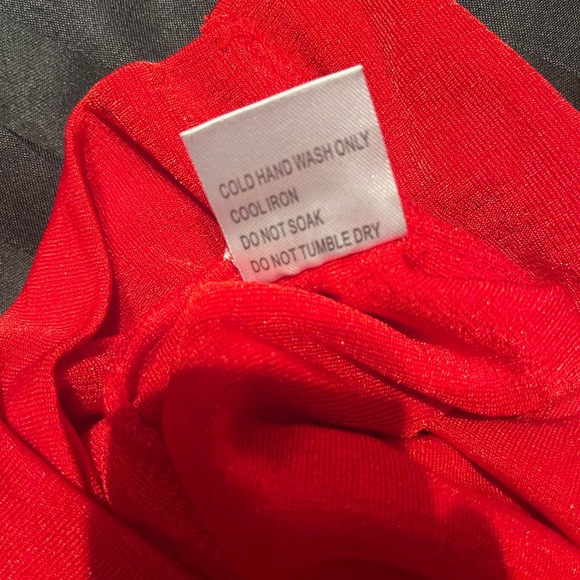 COLD HAND WASH ONLY
COOL IRON
DO NOT SOAK
DO NOT TUMBLE DRY